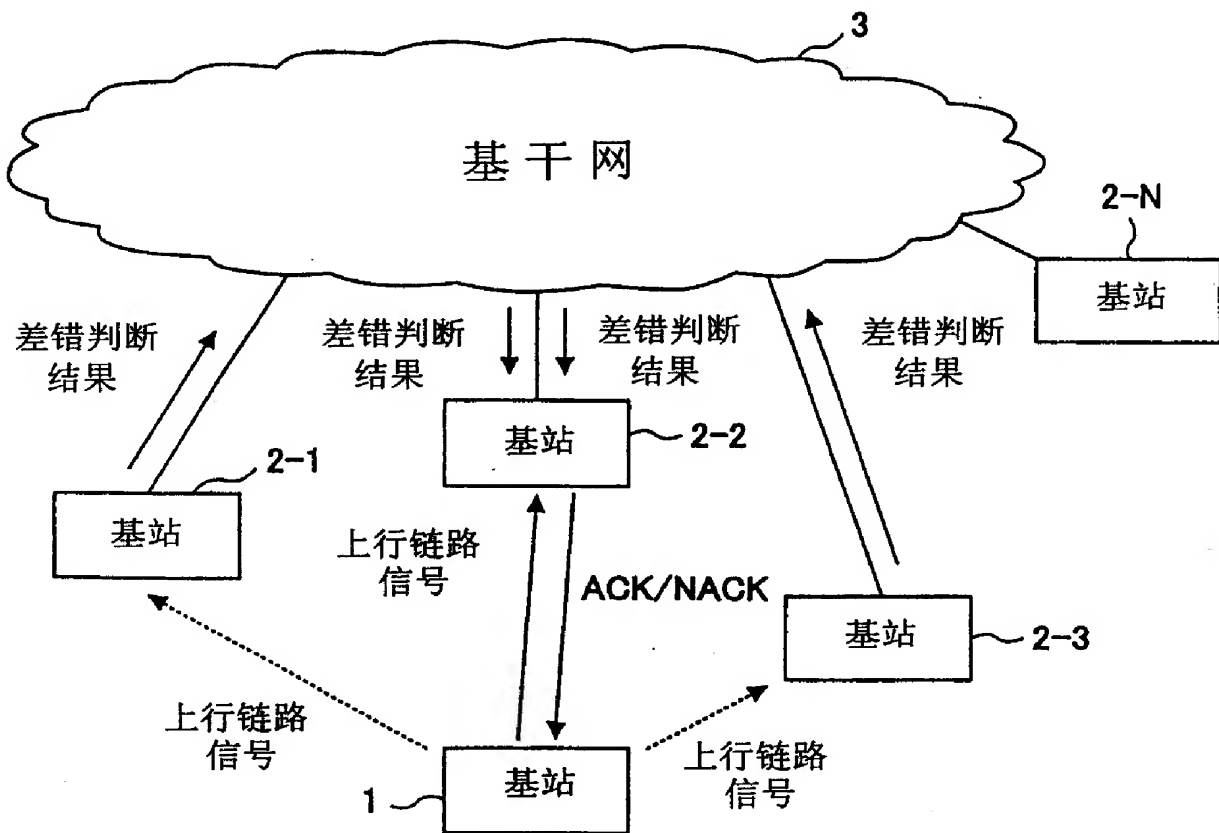 3
基干网
2-N
基站
差错判断
结果
差错判断
结果
差错判断
结果
差错判断
结果
基站
2-2
2-1
基站
上行链路
信号
ACK/NACK
基站
2-3
上行链路
信号
上行链路
信号
基站
1